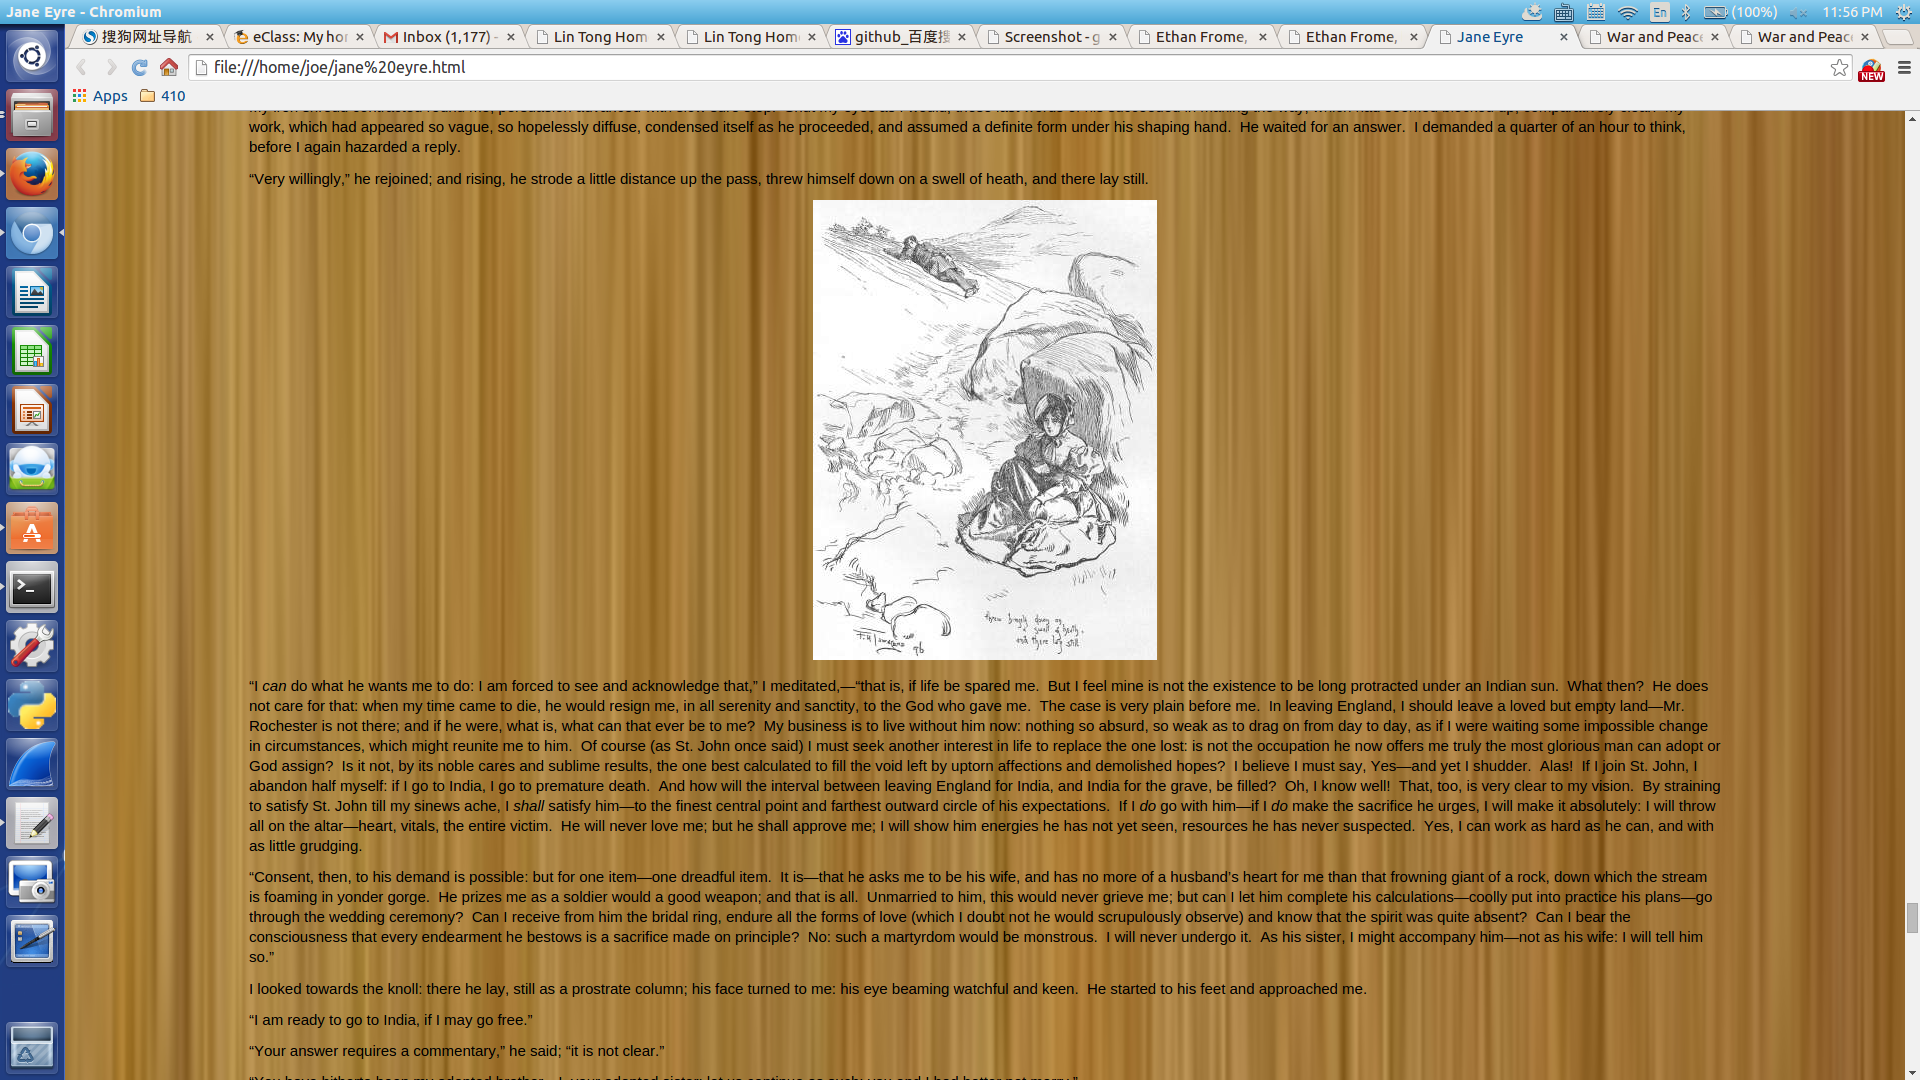 Jane Eyre - Chromium
En
(100%)
11:56 PM
搜狗网址导航
eClass: My ho
Inbox (1,177) -
Lin Tong Hom
Lin Tong Hom
github_百度搜
Screenshot - g
Ethan Frome,
Ethan Frome,
Jane Eyre
War and Peac
War and Peac
file:///home/joe/jane%20eyre.html
NEW
Apps
410
work, which had appeared so vague, so hopelessly diffuse, condensed itself as he proceeded, and assumed a definite form under his shaping hand. He waited for an answer. I demanded a quarter of an hour to think,
before I again hazarded a reply.
“Very willingly,” he rejoined; and rising, he strode a little distance up the pass, threw himself down on a swell of heath, and there lay still.
threw himself down on
a swell of heath,
and there lay still
“I can do what he wants me to do: I am forced to see and acknowledge that,” I meditated,—“that is, if life be spared me. But I feel mine is not the existence to be long protracted under an Indian sun. What then? He does
not care for that: when my time came to die, he would resign me, in all serenity and sanctity, to the God who gave me. The case is very plain before me. In leaving England, I should leave a loved but empty land—Mr.
Rochester is not there; and if he were, what is, what can that ever be to me? My business is to live without him now: nothing so absurd, so weak as to drag on from day to day, as if I were waiting some impossible change
in circumstances, which might reunite me to him. Of course (as St. John once said) I must seek another interest in life to replace the one lost: is not the occupation he now offers me truly the most glorious man can adopt or
God assign? Is it not, by its noble cares and sublime results, the one best calculated to fill the void left by uptorn affections and demolished hopes? I believe I must say, Yes—and yet I shudder. Alas! If I join St. John, I
abandon half myself: if I go to India, I go to premature death. And how will the interval between leaving England for India, and India for the grave, be filled? Oh, I know well! That, too, is very clear to my vision. By straining
to satisfy St. John till my sinews ache, I shall satisfy him—to the finest central point and farthest outward circle of his expectations. If I do go with him—if I do make the sacrifice he urges, I will make it absolutely: I will throw
all on the altar—heart, vitals, the entire victim. He will never love me; but he shall approve me; I will show him energies he has not yet seen, resources he has never suspected. Yes, I can work as hard as he can, and with
as little grudging.
“Consent, then, to his demand is possible: but for one item—one dreadful item. It is—that he asks me to be his wife, and has no more of a husband’s heart for me than that frowning giant of a rock, down which the stream
is foaming in yonder gorge. He prizes me as a soldier would a good weapon; and that is all. Unmarried to him, this would never grieve me; but can I let him complete his calculations—coolly put into practice his plans—go
through the wedding ceremony? Can I receive from him the bridal ring, endure all the forms of love (which I doubt not he would scrupulously observe) and know that the spirit was quite absent? Can I bear the
consciousness that every endearment he bestows is a sacrifice made on principle? No: such a martyrdom would be monstrous. I will never undergo it. As his sister, I might accompany him—not as his wife: I will tell him
so.”
I looked towards the knoll: there he lay, still as a prostrate column; his face turned to me: his eye beaming watchful and keen. He started to his feet and approached me.
“I am ready to go to India, if I may go free.”
“Your answer requires a commentary,” he said; “it is not clear.”